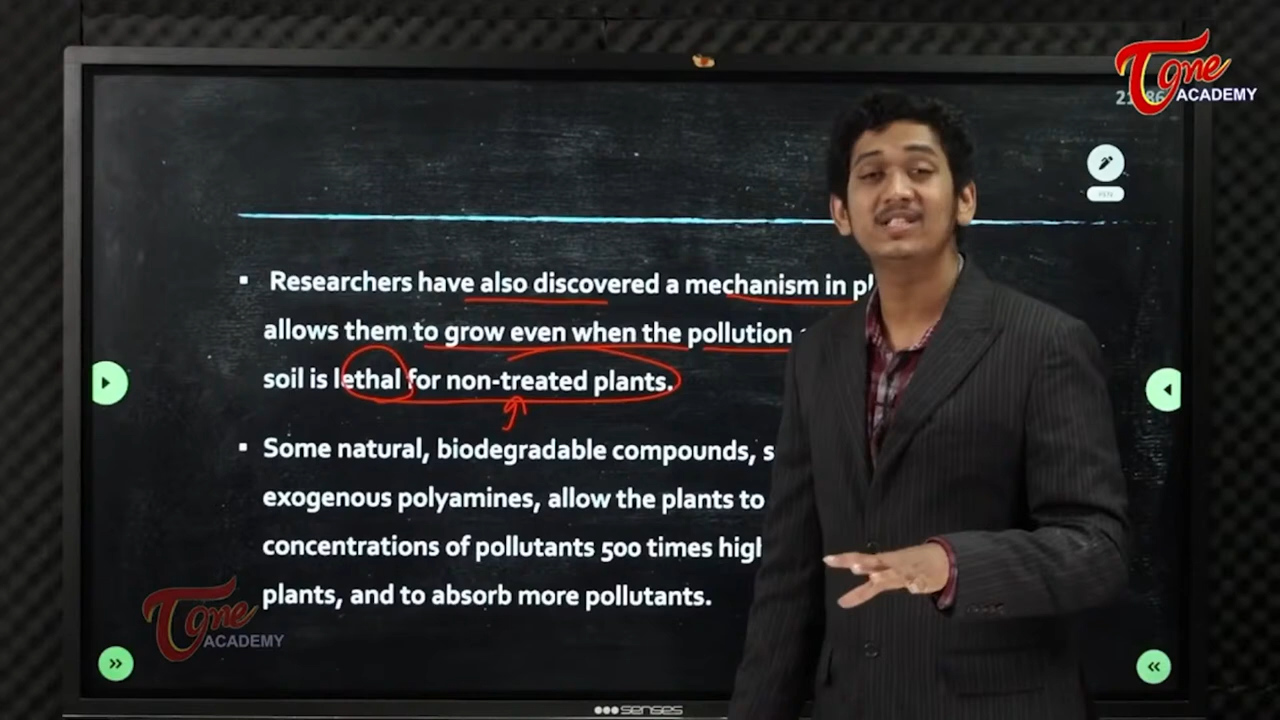 Tone
ACADEMY
PEN
Researchers have also discovered a mechanism in
allows them to grow even when the pollution
soil is lethal for non-treated plants.
Some natural, biodegradable compounds,
exogenous polyamines, allow the plants to
concentrations of pollutants 500 times
plants, and to absorb more pollutants.
Tone
ACADEMY
senses